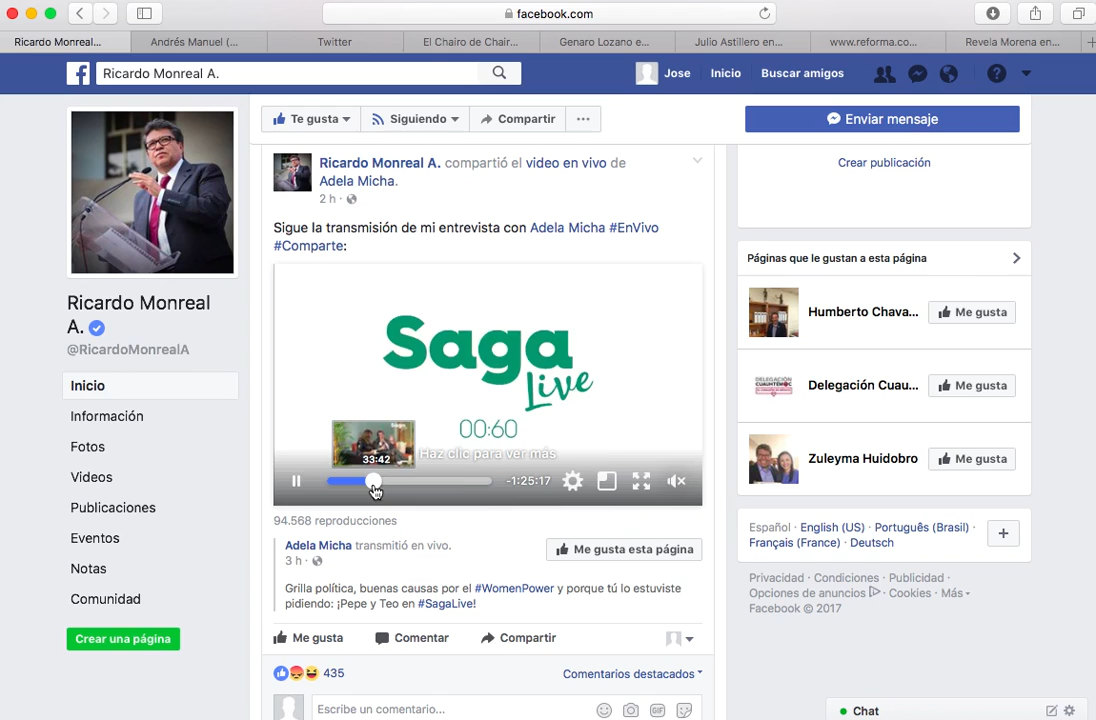 facebook.com
Ricardo Monreal...
Andrés Manuel (...
Twitter
El Chairo de Chair...
Genaro Lozano e...
Julio Astillero en...
www.reforma.co...
Revela Morena en...
Ricardo Monreal A.
Jose
Inicio
Buscar amigos
Te gusta
Siguiendo
Compartir
Enviar mensaje
Ricardo Monreal
A.
@RicardoMonrealA
Inicio
Información
Fotos
Videos
Publicaciones
Eventos
Notas
Comunidad
Crear una página
Ricardo Monreal A. compartió el video en vivo de
Adela Micha.
2 h ·
Sigue la transmisión de mi entrevista con Adela Micha #EnVivo
#Comparte:
Saga
Live
00:60
Haz clic para ver más
33:42
-1:25:17
94.568 reproducciones
Adela Micha transmitió en vivo.
3 h ·
Me gusta esta página
Grilla política, buenas causas por el #WomenPower y porque tú lo estuviste
pidiendo: ¡Pepe y Teo en #SagaLive!
Me gusta
Comentar
Compartir
435
Comentarios destacados
Escribe un comentario...
GIF
Crear publicación
Páginas que le gustan a esta página
Humberto Chava...
Me gusta
DELEGACIÓN
CUAUHTÉMOC
Delegación Cuau...
Me gusta
Zuleyma Huidobro
Me gusta
Español · English (US) · Português (Brasil) ·
Français (France) · Deutsch
Privacidad · Condiciones · Publicidad ·
Opciones de anuncios · Cookies · Más
Facebook © 2017
Chat